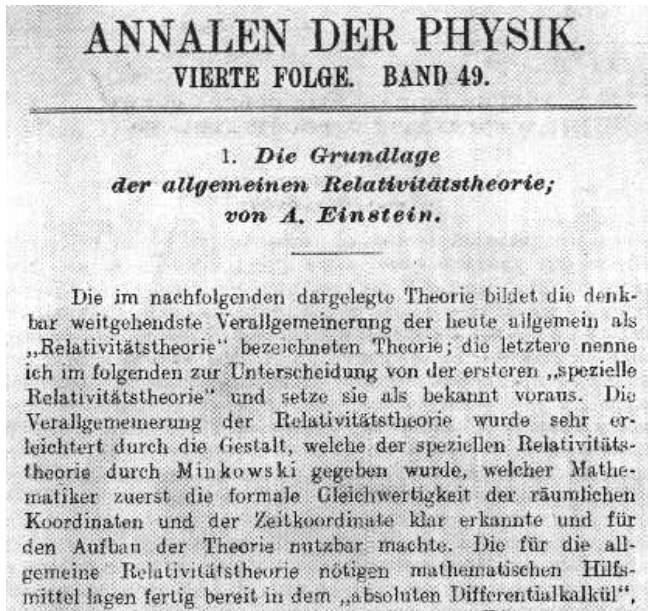 ANNALEN DER PHYSIK.
VIERTE FOLGE. BAND 49.
1. Die Grundlage
der allgemeinen Relativitätstheorie;
von A. Einstein.
Die im nachfolgenden dargelegte Theorie bildet die denk-
bar weitgehendste Verallgemeinerung der heute allgemein als
„Relativitätstheorie“ bezeichneten Theorie; die letztere nenne
ich im folgenden zur Unterscheidung von der ersteren „spezielle
Relativitätstheorie“ und setze sie als bekannt voraus. Die
Verallgemeinerung der Relativitätstheorie wurde sehr er-
leichtert durch die Gestalt, welche der speziellen Relativitäts-
theorie durch Minkowski gegeben wurde, welcher Mathe-
matiker zuerst die formale Gleichwertigkeit der räumlichen
Koordinaten und der Zeitkoordinate klar erkannte und für
den Aufbau der Theorie nutzbar machte. Die für die all-
gemeine Relativitätstheorie nötigen mathematischen Hilfs-
mittel lagen fertig bereit in dem „absoluten Differentialkalkül“,